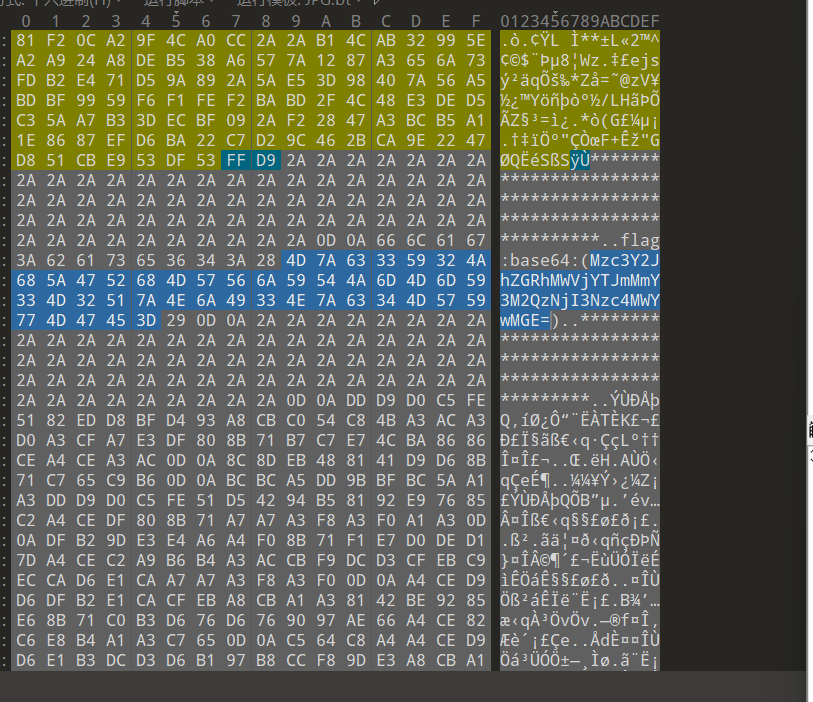 方式: 十六进制(H) 运行脚本 运行模板: JPG.bt
0 1 2 3 4 5 6 7 8 9 A B C D E F 0123456789ABCDEF
: 81 F2 0C A2 9F 4C A0 CC 2A 2A B1 4C AB 32 99 5E .ò.¢ŸL Ì**±L«2™^
: A2 A9 24 A8 DE B5 38 A6 57 7A 12 87 A3 65 6A 73 ¢©$¨Þµ8¦Wz.‡£ejs
: FD B2 E4 71 D5 9A 89 2A 5A E5 3D 98 40 7A 56 A5 ý²äqÕš‰*Zå=˜@zV¥
: BD BF 99 59 F6 F1 FE F2 BA BD 2F 4C 48 E3 DE D5 ½¿™Yöñþòº½/LHãÞÕ
: C3 5A A7 B3 3D EC BF 09 2A F2 28 47 A3 BC B5 A1 ÃZ§³=ì¿.*ò(G£¼µ¡
: 1E 86 87 EF D6 BA 22 C7 D2 9C 46 2B CA 9E 22 47 .†‡ïÖº"ÇÒœF+Êž"G
: D8 51 CB E9 53 DF 53 FF D9 2A 2A 2A 2A 2A 2A 2A ØQËéSßSÿÙ*******
: 2A 2A 2A 2A 2A 2A 2A 2A 2A 2A 2A 2A 2A 2A 2A 2A ****************
: 2A 2A 2A 2A 2A 2A 2A 2A 2A 2A 2A 2A 2A 2A 2A 2A ****************
: 2A 2A 2A 2A 2A 2A 2A 2A 2A 2A 2A 2A 2A 2A 2A 2A ****************
: 2A 2A 2A 2A 2A 2A 2A 2A 2A 2A 0D 0A 66 6C 61 67 **********..flag
: 3A 62 61 73 65 36 34 3A 28 4D 7A 63 33 59 32 4A :base64:(Mzc3Y2J
: 68 5A 47 52 68 4D 57 56 6A 59 54 4A 6D 4D 6D 59 hZGRhMWVjYTJmMmY
: 33 4D 32 51 7A 4E 6A 49 33 4E 7A 63 34 4D 57 59 3M2QzNjI3Nzc4MWY
: 77 4D 47 45 3D 29 0D 0A 2A 2A 2A 2A 2A 2A 2A 2A wMGE=)..********
: 2A 2A 2A 2A 2A 2A 2A 2A 2A 2A 2A 2A 2A 2A 2A 2A ****************
: 2A 2A 2A 2A 2A 2A 2A 2A 2A 2A 2A 2A 2A 2A 2A 2A ****************
: 2A 2A 2A 2A 2A 2A 2A 2A 2A 2A 2A 2A 2A 2A 2A 2A ****************
: 2A 2A 2A 2A 2A 2A 2A 2A 2A 0D 0A DD D9 D0 C5 FE *********..ÝÙÐÅþ
: 51 82 ED D8 BF D4 93 A8 CB C0 54 C8 4B A3 AC A3 Q‚íØ¿Ô“¨ËÀTÈK£¬£
: D0 A3 CF A7 E3 DF 80 8B 71 B7 C7 E7 4C BA 86 86 Ð£Ï§ãß€‹q·ÇçLº††
: CE A4 CE A3 AC 0D 0A 8C 8D EB 48 81 41 D9 D6 8B Î¤Î£¬..Œ.ëH.AÙÖ‹
: 71 C7 65 C9 B6 0D 0A BC BC A5 DD 9B BF BC 5A A1 qÇeÉ¶..¼¼¥Ý›¿¼Z¡
: A3 DD D9 D0 C5 FE 51 D5 42 94 B5 81 92 E9 76 85 £ÝÙÐÅþQÕB”µ.’év…
: C2 A4 CE DF 80 8B 71 A7 A7 A3 F8 A3 F0 A1 A3 0D Â¤Îß€‹q§§£ø£ð¡£.
: 0A DF B2 9D E3 E4 A6 A4 F0 8B 71 F1 E7 D0 DE D1 .ß².ãä¦¤ð‹qñçÐÞÑ
: 7D A4 CE C2 A9 B6 B4 A3 AC CB F9 DC D3 CF EB C9 }¤ÎÂ©¶´£¬ËùÜÓÏëÉ
: EC CA D6 E1 CA A7 A7 A3 F8 A3 F0 0D 0A A4 CE D9 ìÊÖáÊ§§£ø£ð..¤ÎÙ
: D6 DF B2 E1 CA CF EB A8 CB A1 A3 81 42 BE 92 85 Öß²áÊÏë¨Ë¡£.B¾’…
: E6 8B 71 C0 B3 D6 76 D6 76 90 97 AE 66 A4 CE 82 æ‹qÀ³ÖvÖv.—®f¤Î‚
: C6 E8 B4 A1 A3 C7 65 0D 0A C5 64 C8 A4 A4 CE D9 Æè´¡£Çe..ÅdÈ¤¤ÎÙ
: D6 E1 B3 DC D3 D6 B1 97 B8 CC F8 9D E3 A8 CB A1 Öá³ÜÓÖ±—¸Ìø.ã¨Ë¡